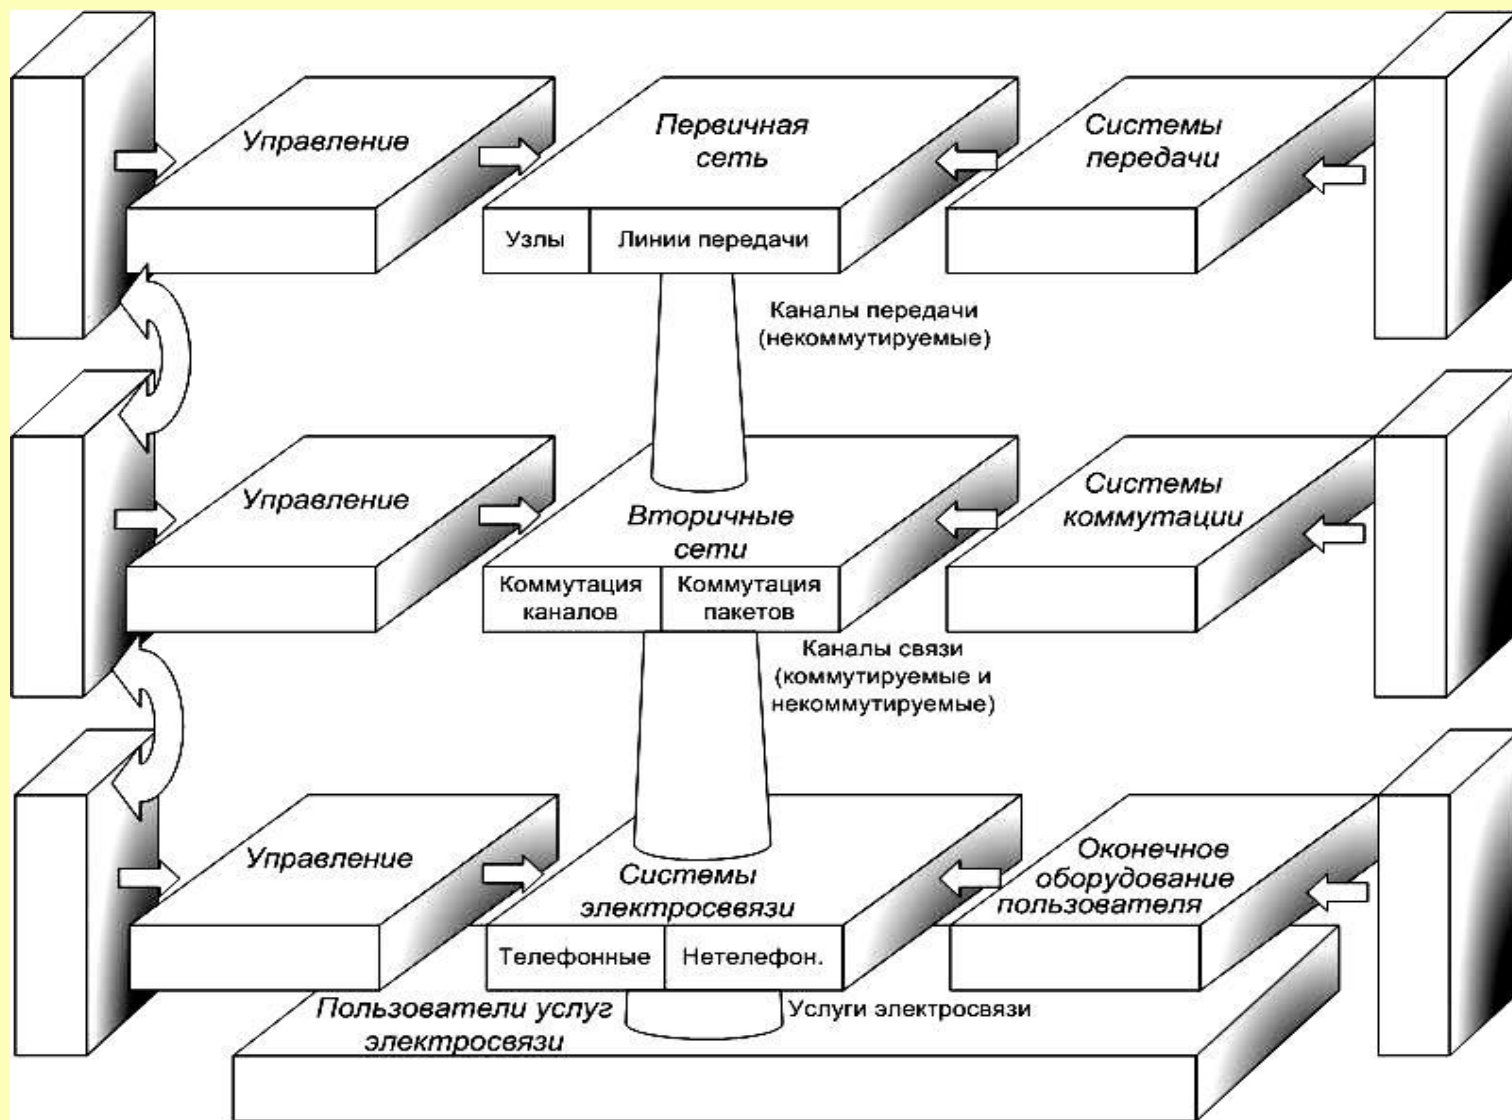 Управление
Первичная
сеть
Системы
передачи
Узлы
Линии передачи
Каналы передачи
(некоммутируемые)
Управление
Вторичные
сети
Системы
коммутации
Коммутация
каналов
Коммутация
пакетов
Каналы связи
(коммутируемые и
некоммутируемые)
Управление
Системы
электросвязи
Оконечное
оборудование
пользователя
Телефонные
Нетелефон.
Пользователи услуг
электросвязи
Услуги электросвязи